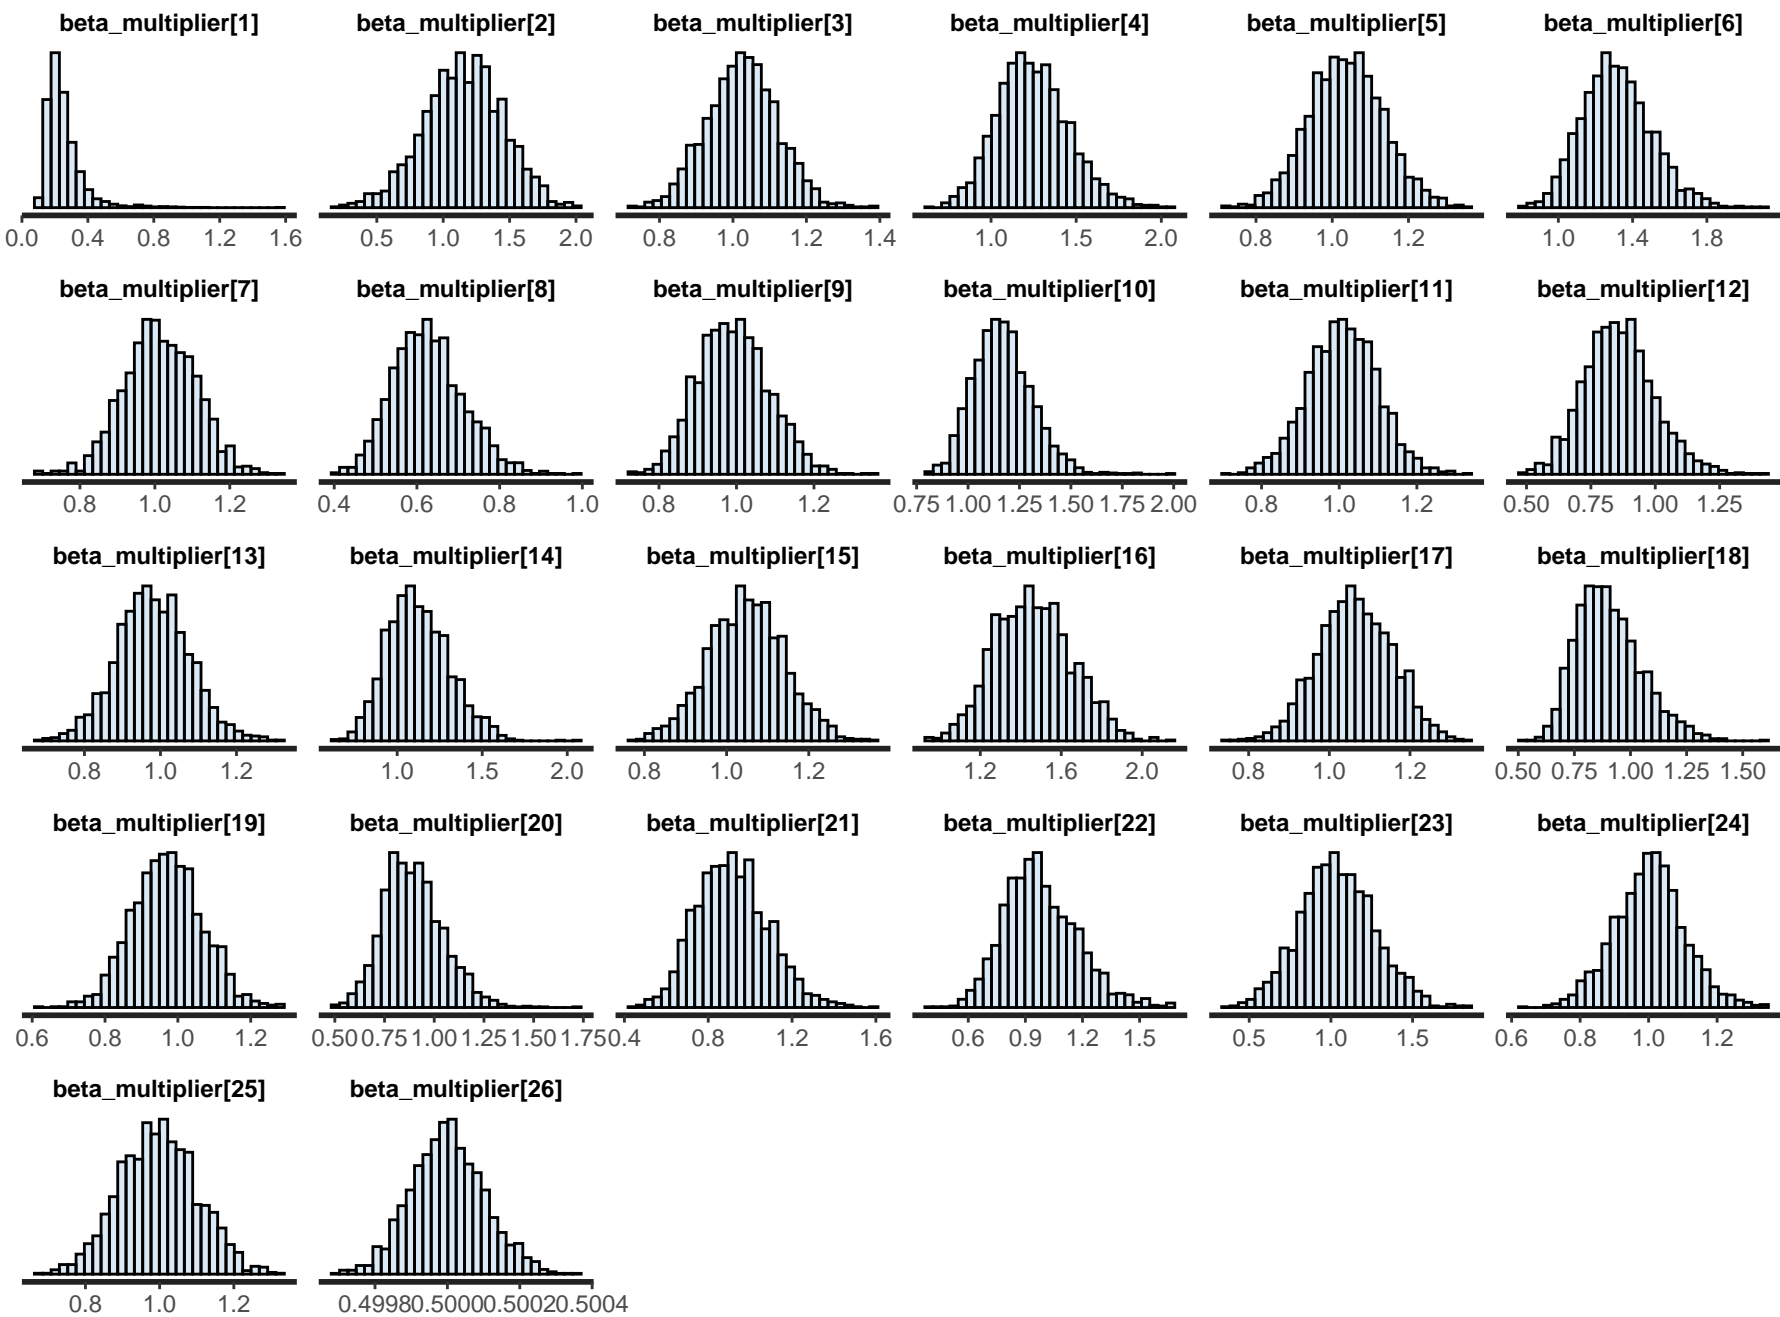 beta_multiplier[1] beta_multiplier[2] beta_multiplier[3] beta_multiplier[4] beta_multiplier[5] beta_multiplier[6]
0.0 0.4 0.8 1.2 1.6 0.5 1.0 1.5 2.0 0.8 1.0 1.2 1.4 1.0 1.5 2.0 0.8 1.0 1.2 1.0 1.4 1.8
beta_multiplier[7] beta_multiplier[8] beta_multiplier[9] beta_multiplier[10] beta_multiplier[11] beta_multiplier[12]
0.8 1.0 1.2 0.4 0.6 0.8 1.0 0.8 1.0 1.2 0.75 1.00 1.25 1.50 1.75 2.00 0.8 1.0 1.2 0.50 0.75 1.00 1.25
beta_multiplier[13] beta_multiplier[14] beta_multiplier[15] beta_multiplier[16] beta_multiplier[17] beta_multiplier[18]
0.8 1.0 1.2 1.0 1.5 2.0 0.8 1.0 1.2 1.2 1.6 2.0 0.8 1.0 1.2 0.50 0.75 1.00 1.25 1.50
beta_multiplier[19] beta_multiplier[20] beta_multiplier[21] beta_multiplier[22] beta_multiplier[23] beta_multiplier[24]
0.6 0.8 1.0 1.2 0.50 0.75 1.00 1.25 1.50 1.75 0.4 0.8 1.2 1.6 0.6 0.9 1.2 1.5 0.5 1.0 1.5 0.6 0.8 1.0 1.2
beta_multiplier[25] beta_multiplier[26]
0.8 1.0 1.2 0.4998 0.5000 0.5002 0.5004